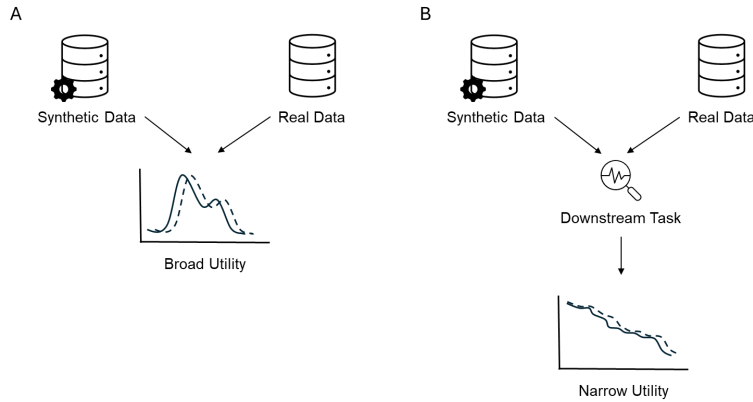 A
B
Synthetic Data
Real Data
Synthetic Data
Real Data
Downstream Task
Broad Utility
Narrow Utility